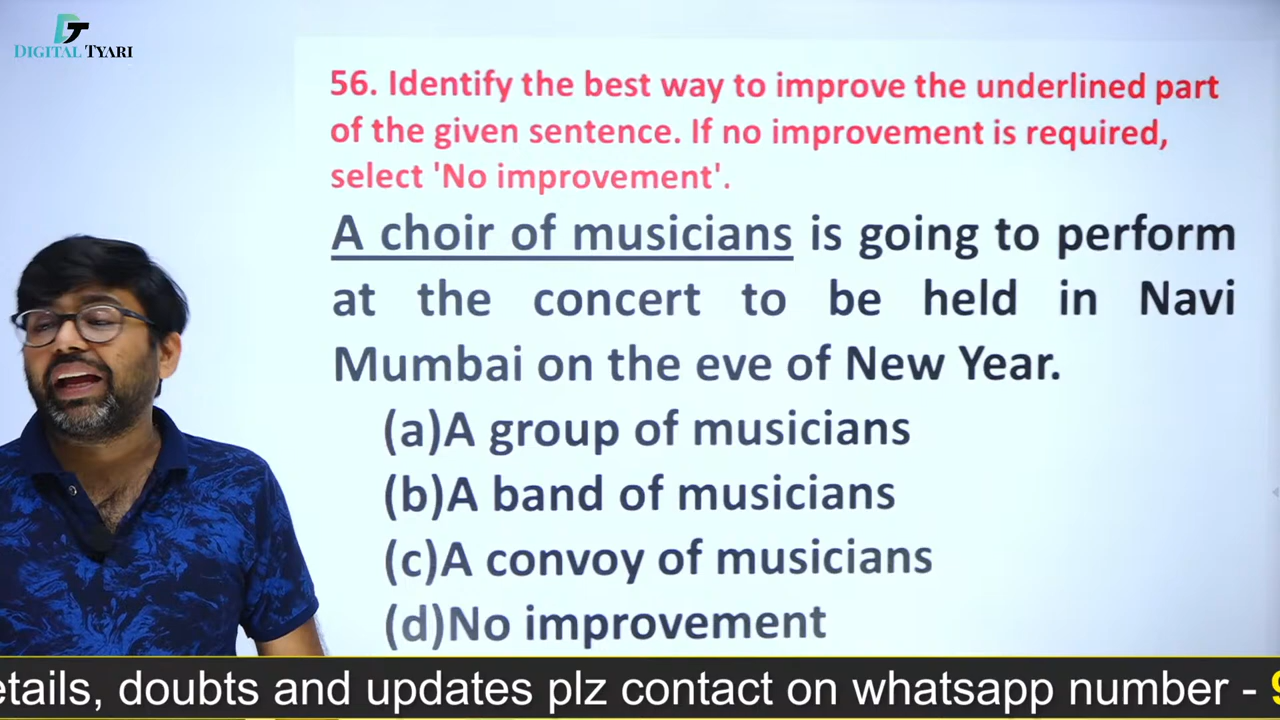 DT
DIGITAL TYARI
56. Identify the best way to improve the underlined part
of the given sentence. If no improvement is required,
select 'No improvement'.
A choir of musicians is going to perform
at the concert to be held in Navi
Mumbai on the eve of New Year.
(a)A group of musicians
(b)A band of musicians
(c)A convoy of musicians
(d)No improvement
etails, doubts and updates plz contact on whatsapp number - 9